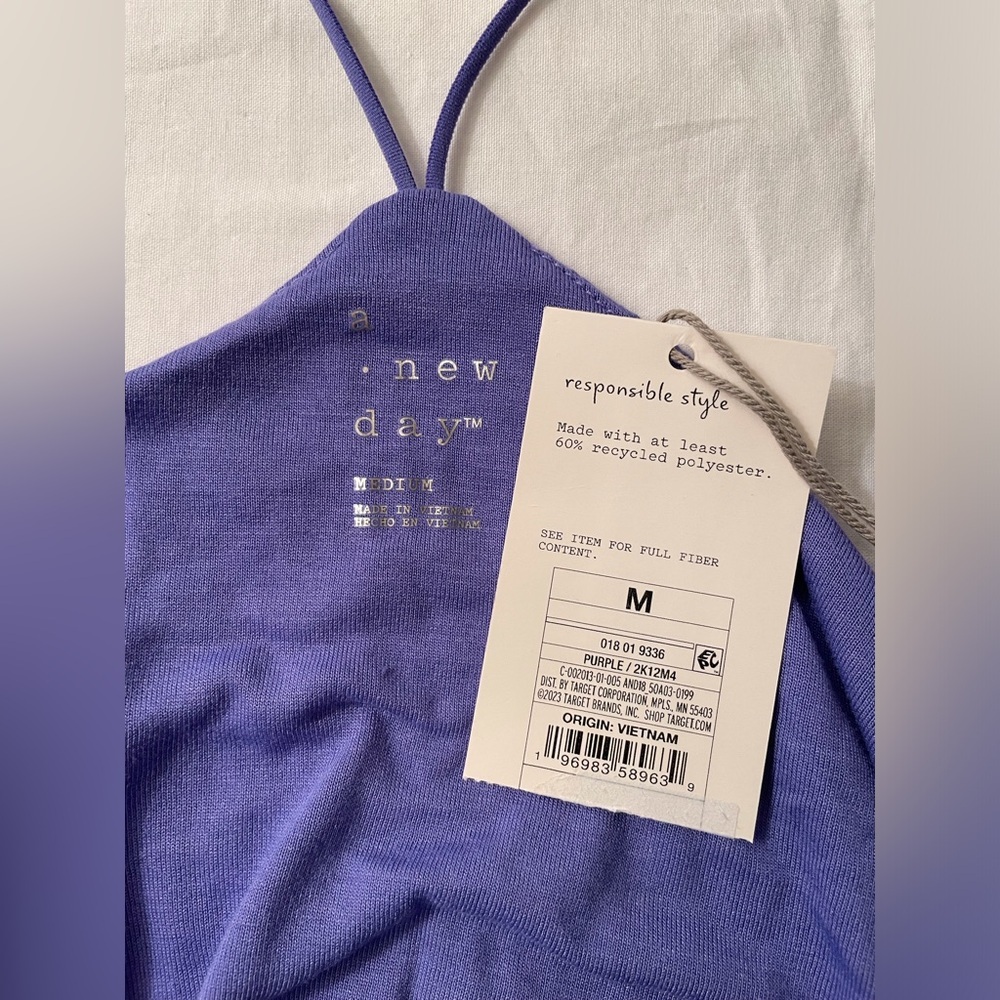 a
· new
day™
MEDIUM
MADE IN VIETNAM
HECHO EN VIETNAM
responsible style
Made with at least
60% recycled polyester.
SEE ITEM FOR FULL FIBER
CONTENT.
M
018 01 9336
PURPLE / 2K12M4
C-002013-01-005 AND18 50A03-0199
DIST. BY TARGET CORPORATION, MPLS, MN 55403
©2023 TARGET BRANDS, INC. SHOP TARGET.COM
ORIGIN: VIETNAM
1 96983 58963 9